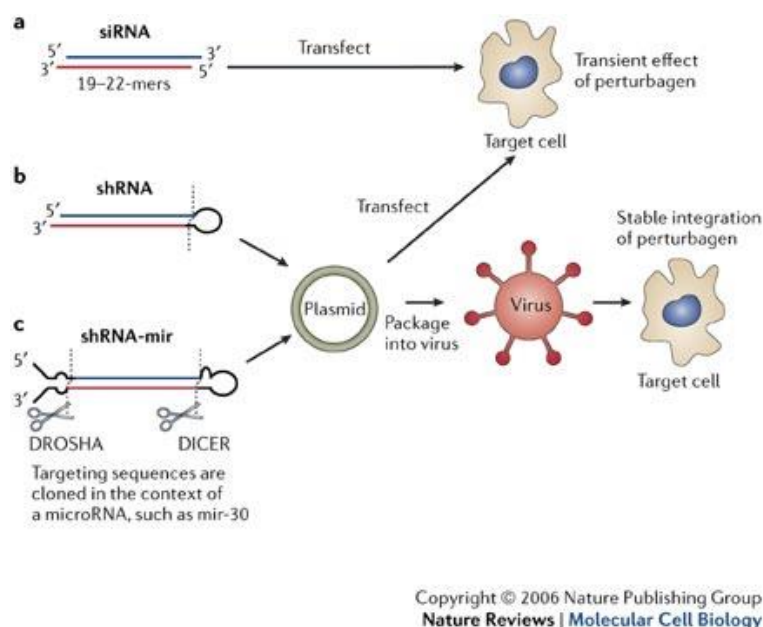 a
siRNA
5′ 3′
3′ 5′
19–22-mers
Transfect
Transient effect
of perturbagen
Target cell
b
shRNA
5′
3′
Transfect
Plasmid
Package
into virus
Virus
Stable integration
of perturbagen
Target cell
c
shRNA-mir
5′
3′
DROSHA DICER
Targeting sequences are
cloned in the context of
a microRNA, such as mir-30
Copyright © 2006 Nature Publishing Group
Nature Reviews | Molecular Cell Biology